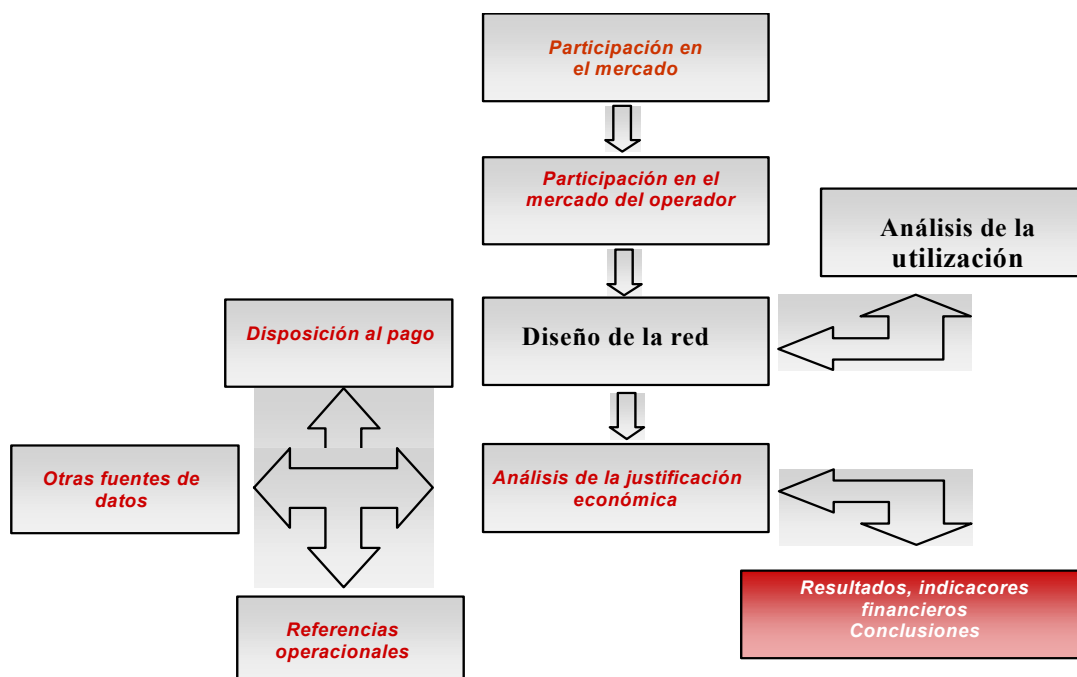 Participación en
el mercado
Participación en el
mercado del operador
Análisis de la
utilización
Diseño de la red
Disposición al pago
Otras fuentes de
datos
Análisis de la justificación
económica
Resultados, indicacores
financieros
Conclusiones
Referencias
operacionales